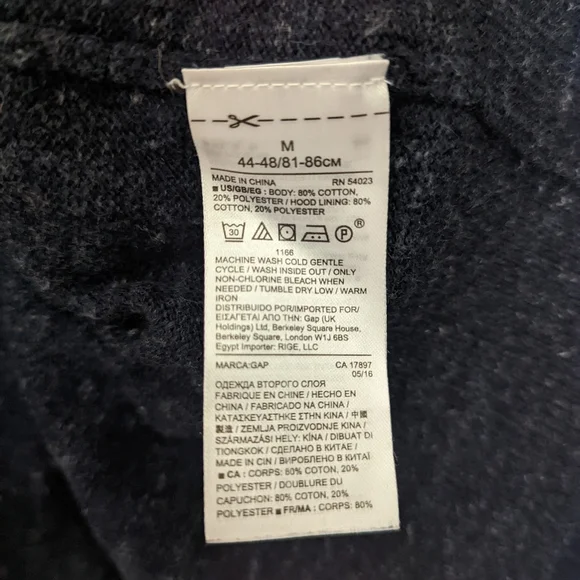 M
44-48/81-86CM
MADE IN CHINA RN 54023
■ US/GB/EG : BODY: 80% COTTON,
20% POLYESTER / HOOD LINING: 80%
COTTON, 20% POLYESTER
30 P ®
1166
MACHINE WASH COLD GENTLE
CYCLE / WASH INSIDE OUT / ONLY
NON-CHLORINE BLEACH WHEN
NEEDED / TUMBLE DRY LOW / WARM
IRON
DISTRIBUIDO POR/IMPORTED FOR/
ΕΙΣΑΓΕΤΑΙ ΑΠΟ ΤΗΝ: Gap (UK
Holdings) Ltd, Berkeley Square House,
Berkeley Square, London W1J 6BS
Egypt Importer: RIGE, LLC
MARCA:GAP CA 17897
05/16
ОДЕЖДА ВТОРОГО СЛОЯ
FABRIQUE EN CHINE / HECHO EN
CHINA / FABRICADO NA CHINA /
ΚΑΤΑΣΚΕΥΑΣΤΗΚΕ ΣΤΗΝ ΚΙΝΑ / 中國
製造 / ZEMLJA PROIZVODNJE KINA /
SZÁRMAZÁSI HELY: KÍNA / DIBUAT DI
TIONGKOK / СДЕЛАНО В КИТАЕ /
MADE IN CIN / ВИРОБЛЕНО В КИТАЇ
■ CA : CORPS: 80% COTON, 20%
POLYESTER / DOUBLURE DU
CAPUCHON: 80% COTON, 20%
POLYESTER ■ FR/MA : CORPS: 80%